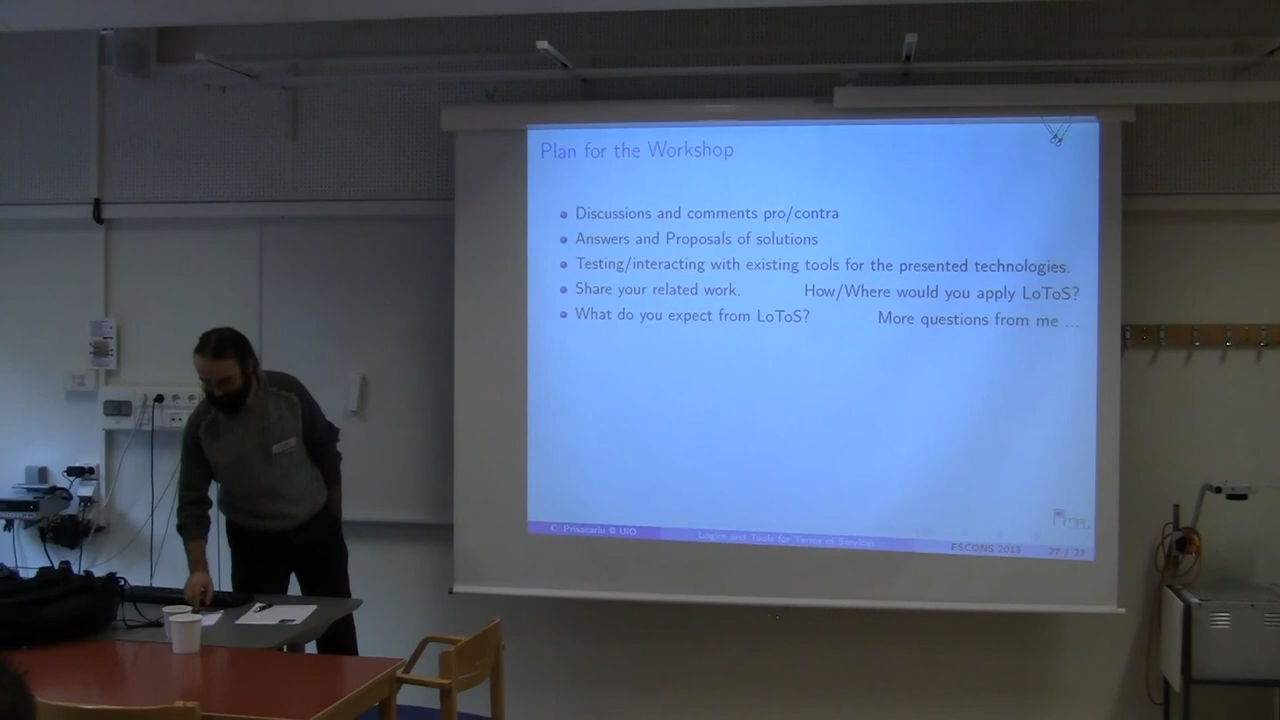 Plan for the Workshop
Discussions and comments pro/contra
Answers and Proposals of solutions
Testing/interacting with existing tools for the presented technologies.
Share your related work. How/Where would you apply LoToS?
What do you expect from LoToS? More questions from me ...
C. Prisacariu @ UiO Logics and Tools for Terms of Services FSCONS 2013 27 / 27